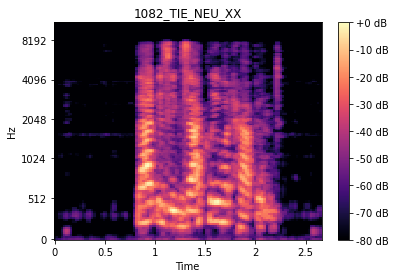 1082_TIE_NEU_XX
8192
4096
2048
1024
512
0
Hz
0
0.5
1
1.5
2
2.5
Time
+0 dB
-10 dB
-20 dB
-30 dB
-40 dB
-50 dB
-60 dB
-70 dB
-80 dB